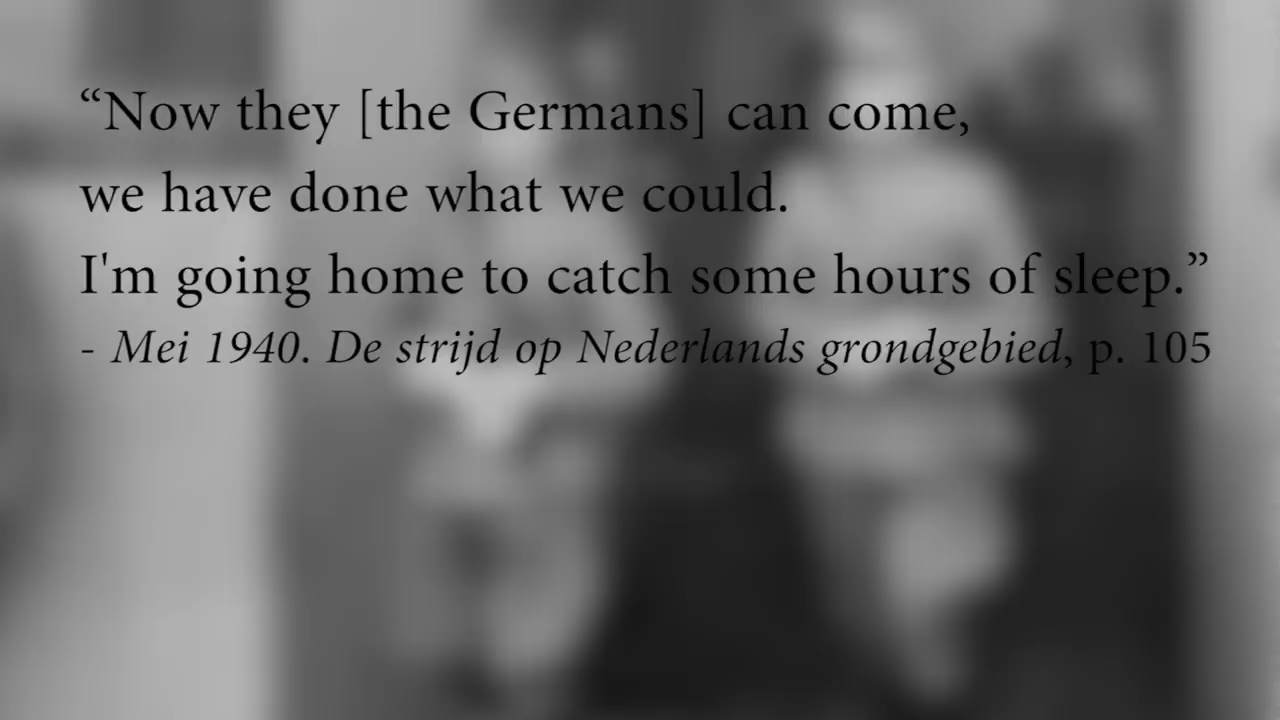 “Now they [the Germans] can come,
we have done what we could.
I'm going home to catch some hours of sleep.”
- Mei 1940. De strijd op Nederlands grondgebied, p. 105